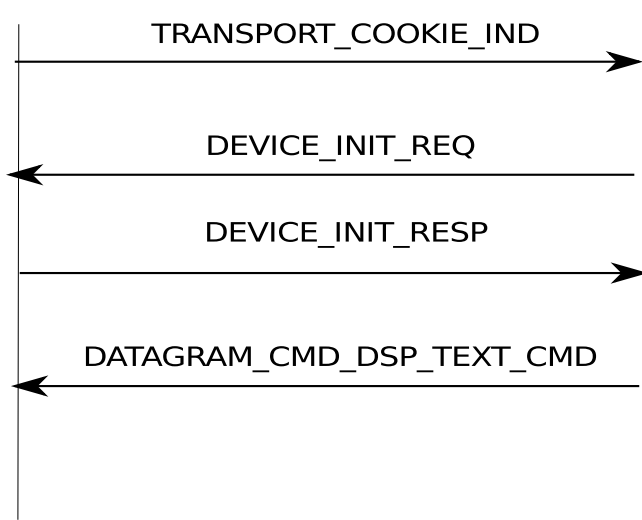 TRANSPORT_COOKIE_IND
DEVICE_INIT_REQ
DEVICE_INIT_RESP
DATAGRAM_CMD_DSP_TEXT_CMD